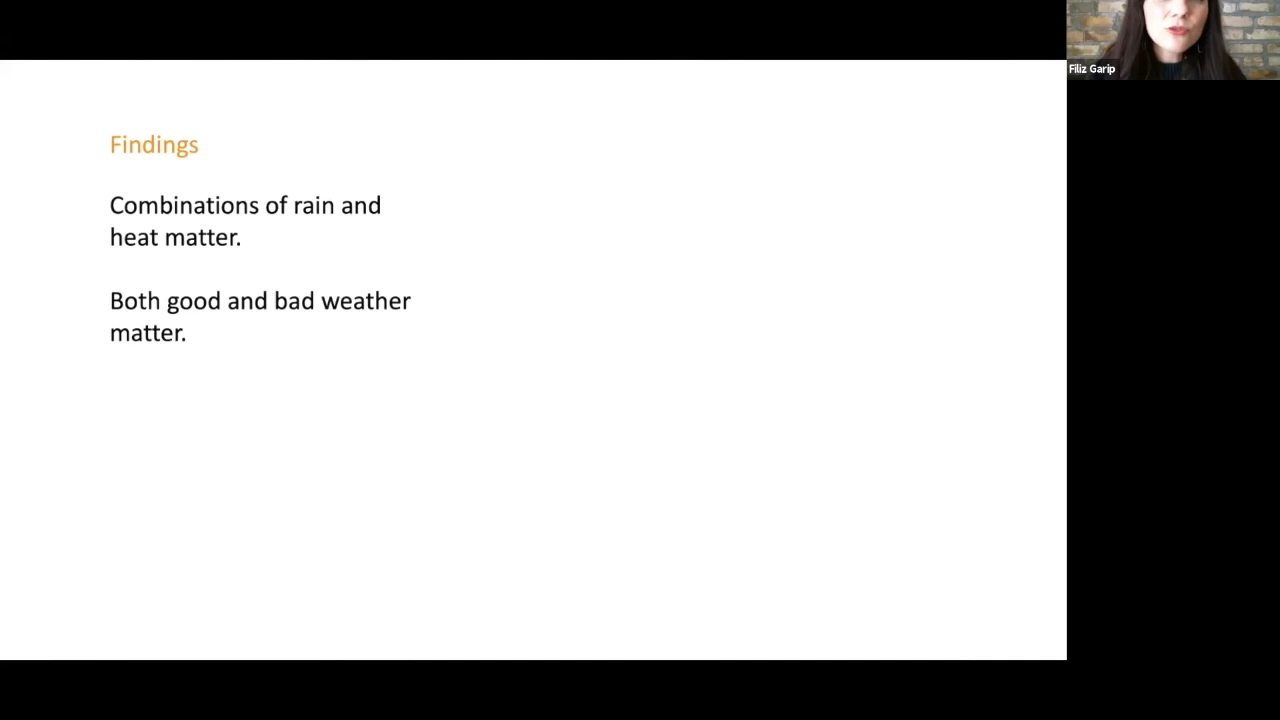 Filiz Garip
Findings
Combinations of rain and
heat matter.
Both good and bad weather
matter.